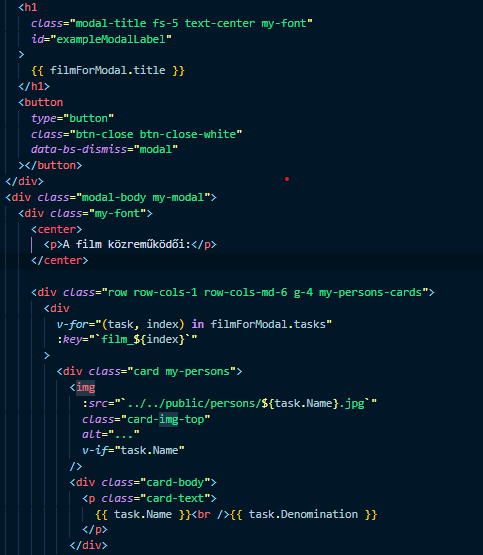 <h1
class="modal-title fs-5 text-center my-font"
id="exampleModalLabel"
>
{{ filmForModal.title }}
</h1>
<button
type="button"
class="btn-close btn-close-white"
data-bs-dismiss="modal"
></button>
</div>
<div class="modal-body my-modal">
<div class="my-font">
<center>
<p>A film közreműködői:</p>
</center>
<div class="row row-cols-1 row-cols-md-6 g-4 my-persons-cards">
<div
v-for="(task, index) in filmForModal.tasks"
:key="`film_${index}`"
>
<div class="card my-persons">
<img
:src="`../../public/persons/${task.Name}.jpg`"
class="card-img-top"
alt="..."
v-if="task.Name"
/>
<div class="card-body">
<p class="card-text">
{{ task.Name }}<br />{{ task.Denomination }}
</p>
</div>